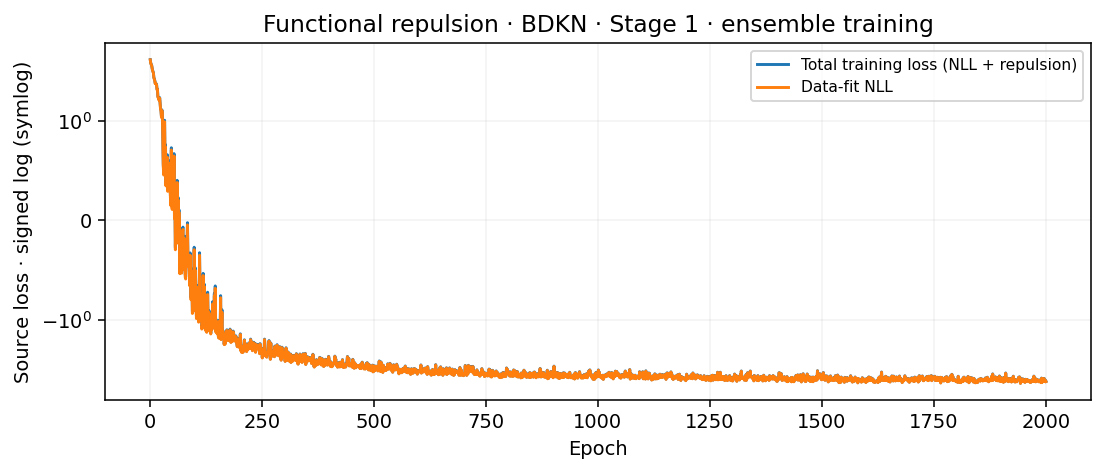 Functional repulsion · BDKN · Stage 1 · ensemble training
Total training loss (NLL + repulsion)
Data-fit NLL
Source loss · signed log (symlog)
10⁰
0
−10⁰
0 250 500 750 1000 1250 1500 1750 2000
Epoch